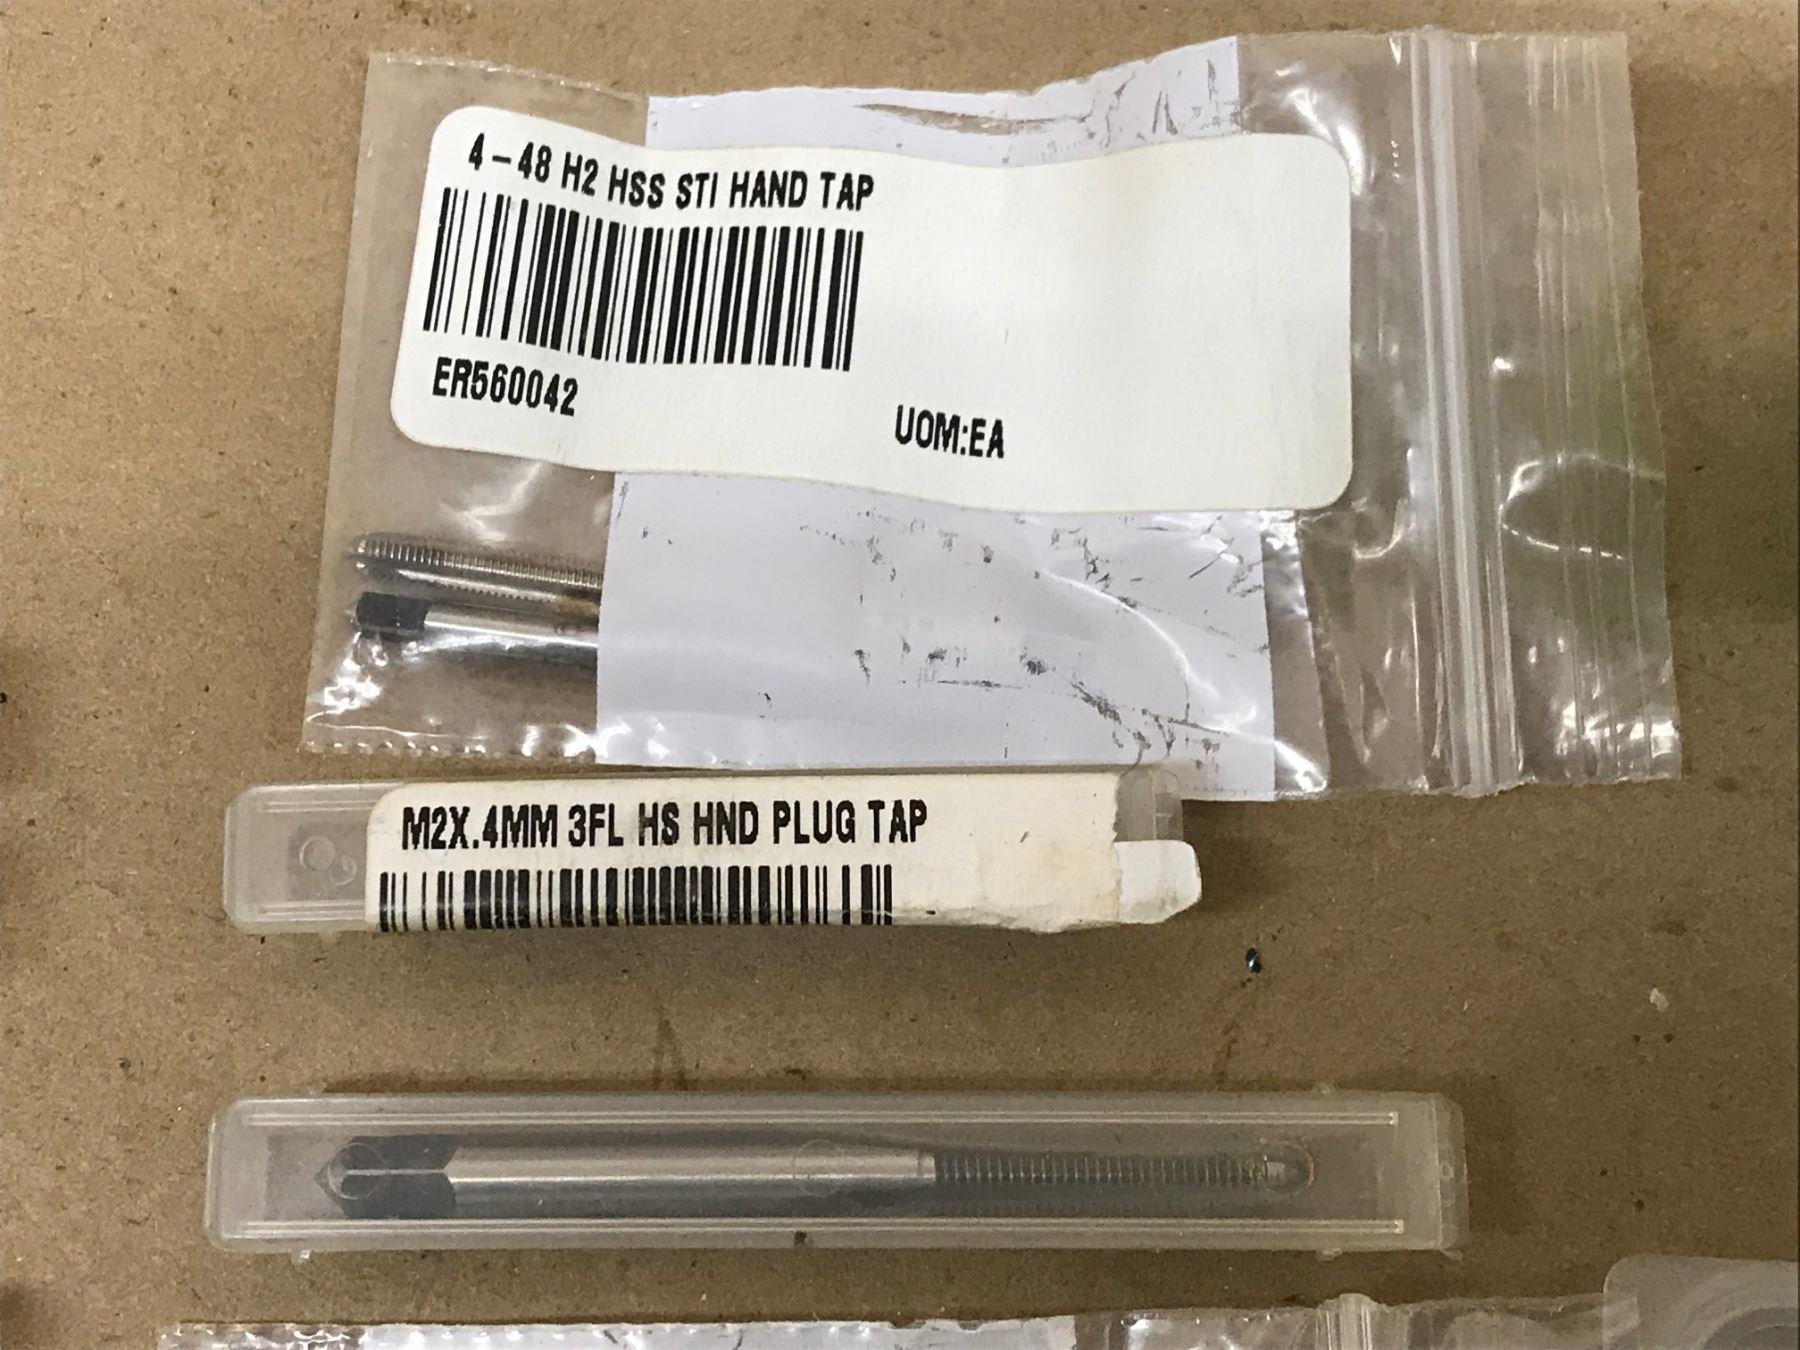 4-48 H2 HSS STI HAND TAP
ER560042
UOM:EA
M2X.4MM 3FL HS HND PLUG TAP